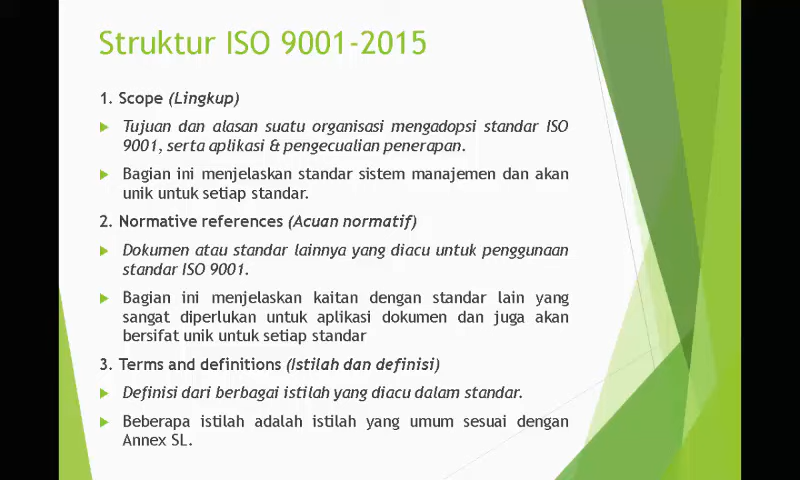 Struktur ISO 9001-2015
1. Scope (Lingkup)
Tujuan dan alasan suatu organisasi mengadopsi standar ISO
9001, serta aplikasi & pengecualian penerapan.
Bagian ini menjelaskan standar sistem manajemen dan akan
unik untuk setiap standar.
2. Normative references (Acuan normatif)
Dokumen atau standar lainnya yang diacu untuk penggunaan
standar ISO 9001.
Bagian ini menjelaskan kaitan dengan standar lain yang
sangat diperlukan untuk aplikasi dokumen dan juga akan
bersifat unik untuk setiap standar
3. Terms and definitions (Istilah dan definisi)
Definisi dari berbagai istilah yang diacu dalam standar.
Beberapa istilah adalah istilah yang umum sesuai dengan
Annex SL.